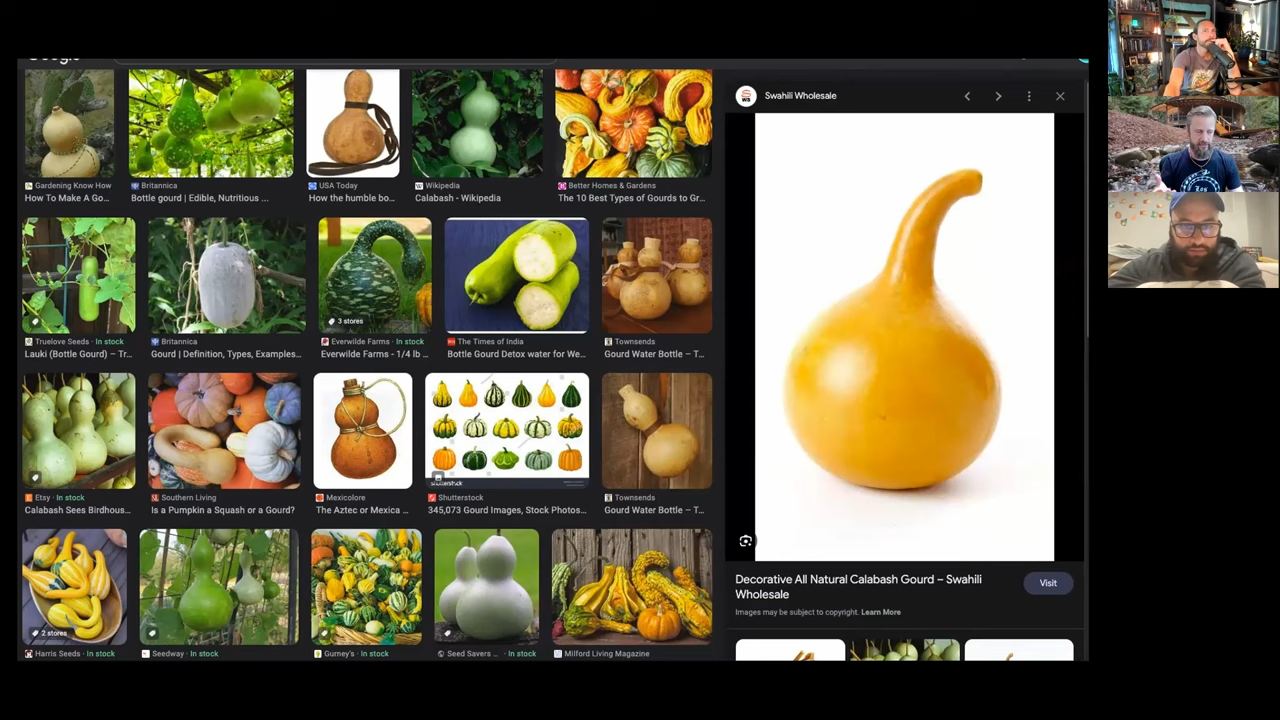 Swahili Wholesale
Gardening Know How
How To Make A Go...
Britannica
Bottle gourd | Edible, Nutritious ...
USA Today
How the humble bo...
Wikipedia
Calabash - Wikipedia
Better Homes & Gardens
The 10 Best Types of Gourds to Gr...
3 stores
Truelove Seeds · In stock
Lauki (Bottle Gourd) – Tr...
Britannica
Gourd | Definition, Types, Examples...
Everwilde Farms · In stock
Everwilde Farms - 1/4 lb ...
The Times of India
Bottle Gourd Detox water for We...
Townsends
Gourd Water Bottle – T...
shutterstock
Etsy · In stock
Calabash Sees Birdhous...
Southern Living
Is a Pumpkin a Squash or a Gourd?
Mexicolore
The Aztec or Mexica ...
Shutterstock
345,073 Gourd Images, Stock Photos...
Townsends
Gourd Water Bottle – T...
Decorative All Natural Calabash Gourd – Swahili
Wholesale
Visit
Images may be subject to copyright. Learn More
2 stores
Harris Seeds · In stock
Seedway · In stock
Gurney's · In stock
Seed Savers ... · In stock
Milford Living Magazine